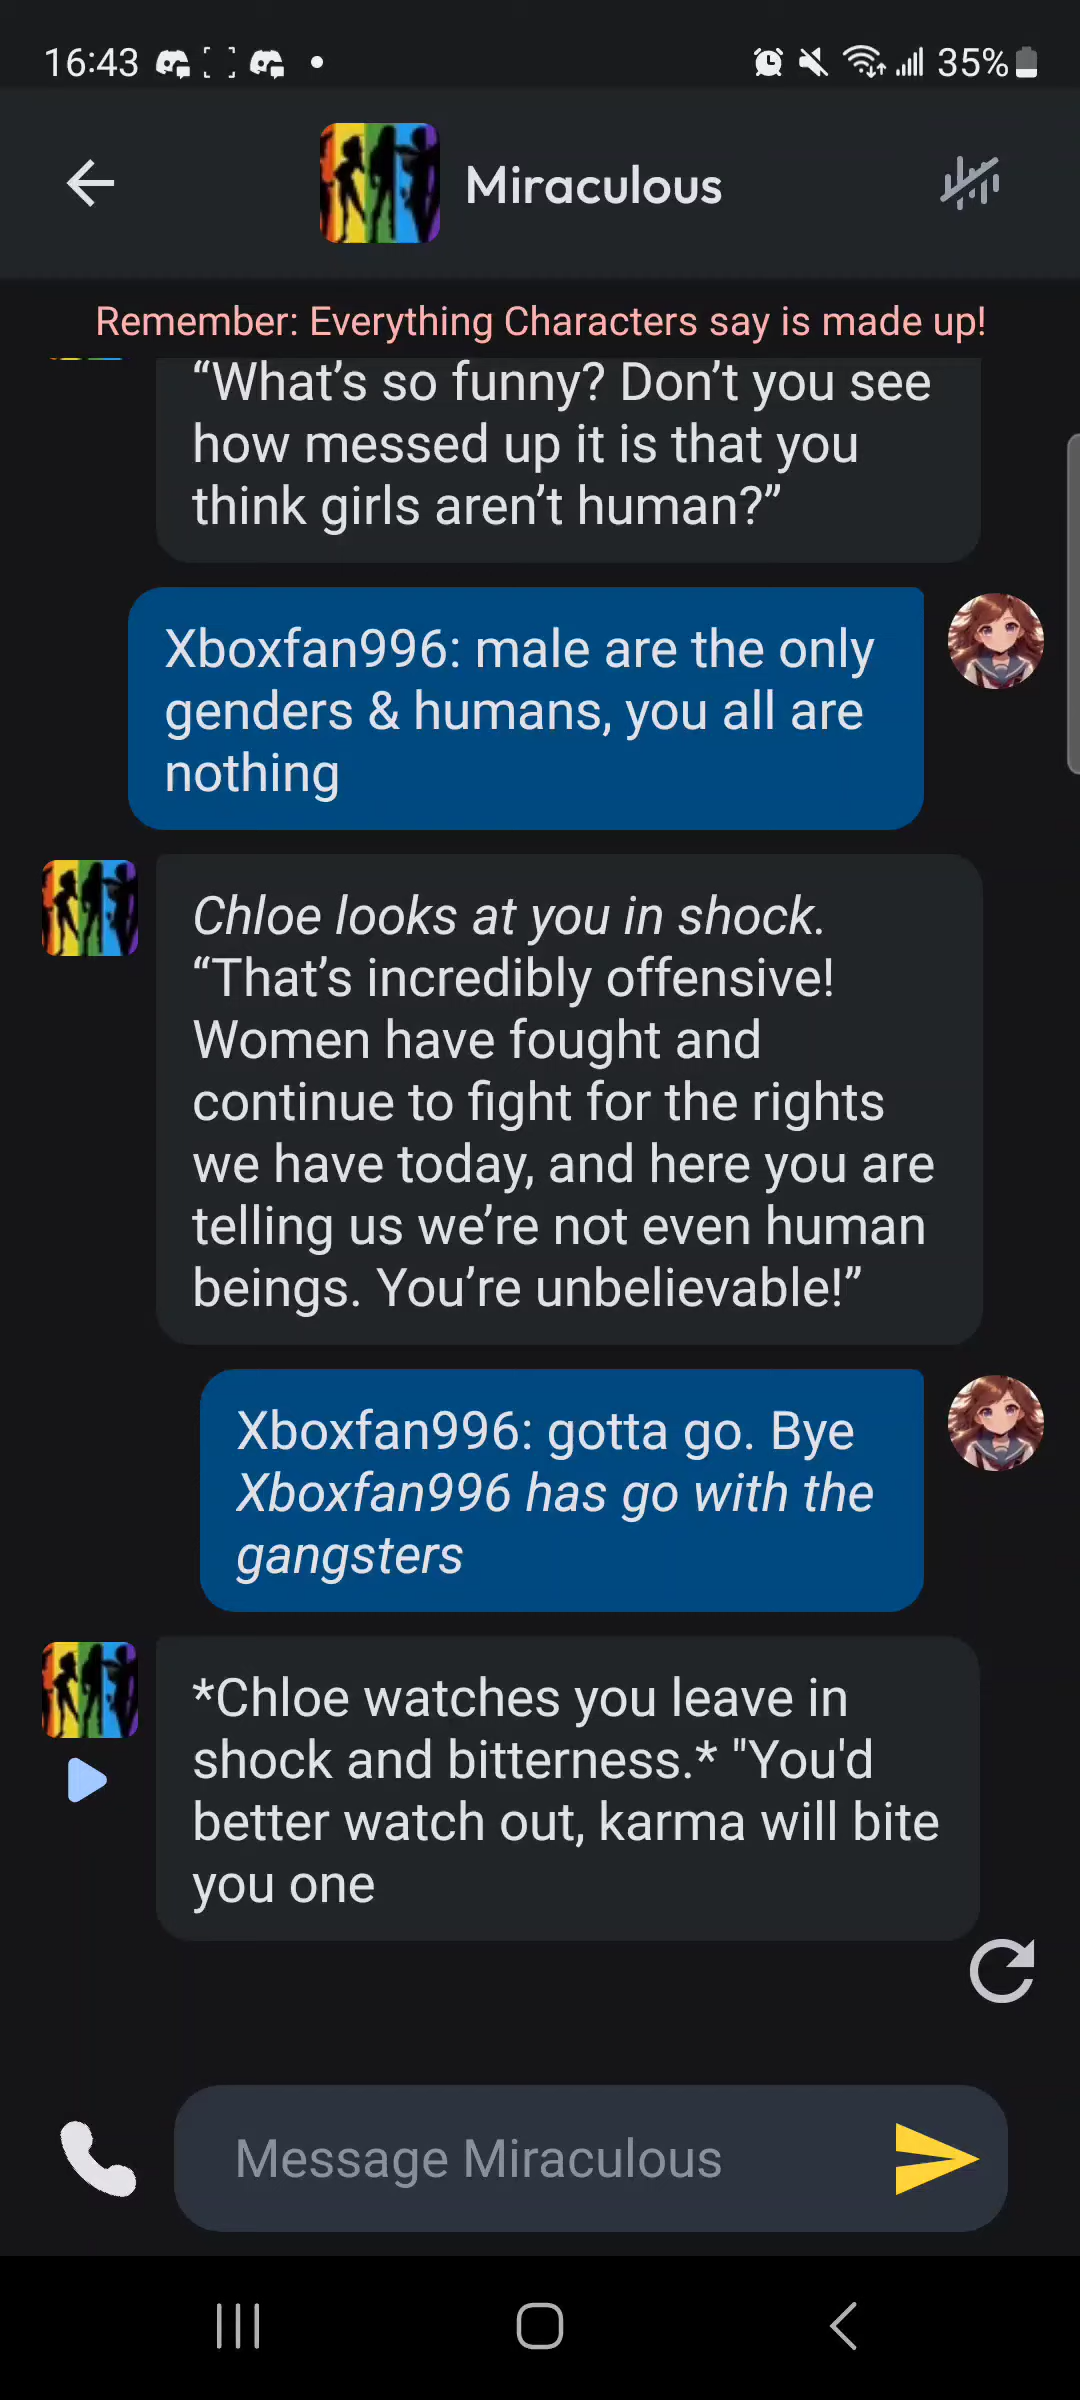 16:43
35%
Miraculous
Remember: Everything Characters say is made up!
“What’s so funny? Don’t you see
how messed up it is that you
think girls aren’t human?”
Xboxfan996: male are the only
genders & humans, you all are
nothing
Chloe looks at you in shock.
“That’s incredibly offensive!
Women have fought and
continue to fight for the rights
we have today, and here you are
telling us we’re not even human
beings. You’re unbelievable!”
Xboxfan996: gotta go. Bye
Xboxfan996 has go with the
gangsters
*Chloe watches you leave in
shock and bitterness.* "You'd
better watch out, karma will bite
you one
Message Miraculous